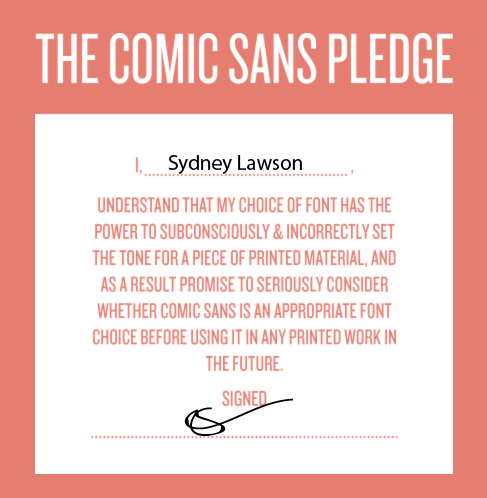 THE COMIC SANS PLEDGE
I, Sydney Lawson ,
UNDERSTAND THAT MY CHOICE OF FONT HAS THE
POWER TO SUBCONSCIOUSLY & INCORRECTLY SET
THE TONE FOR A PIECE OF PRINTED MATERIAL, AND
AS A RESULT PROMISE TO SERIOUSLY CONSIDER
WHETHER COMIC SANS IS AN APPROPRIATE FONT
CHOICE BEFORE USING IT IN ANY PRINTED WORK IN
THE FUTURE.
SIGNED